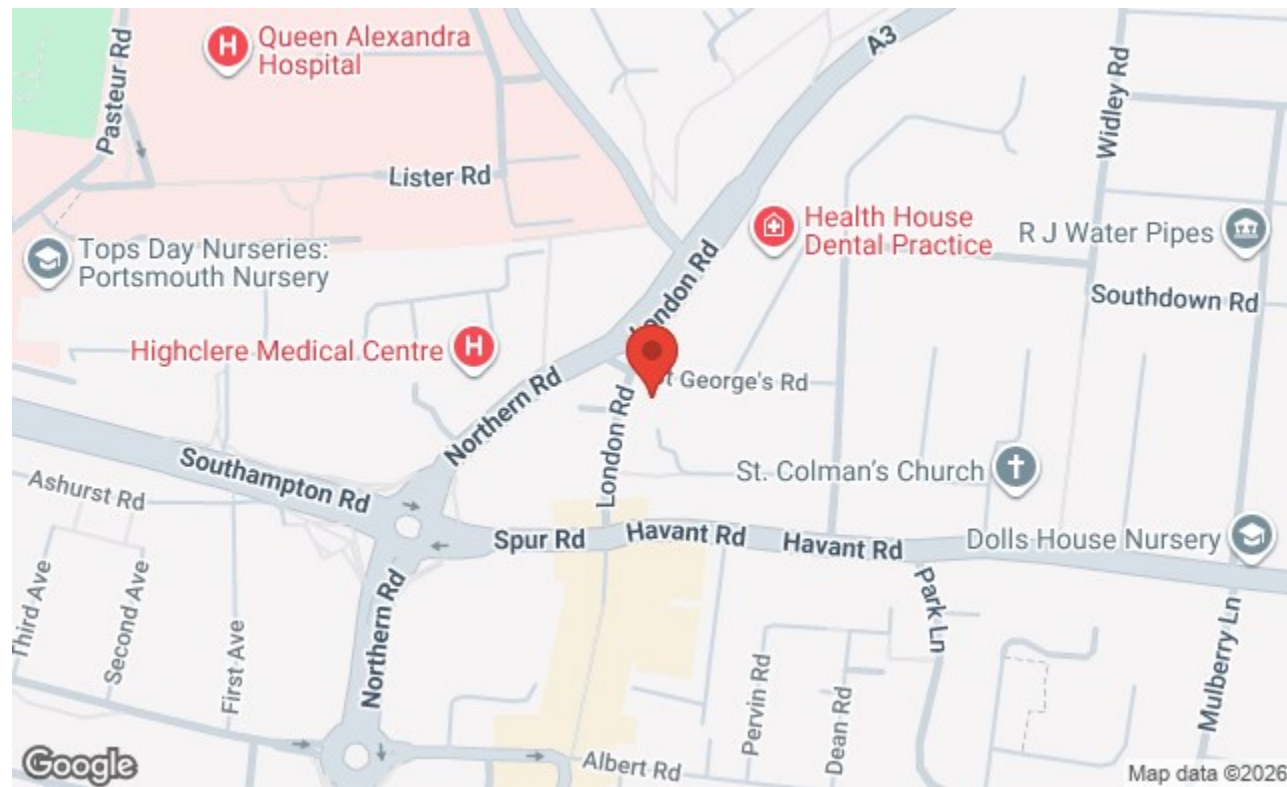 Queen Alexandra
Hospital
A3
Pasteur Rd
Widley Rd
Lister Rd
Health House
Dental Practice
R J Water Pipes
Tops Day Nurseries:
Portsmouth Nursery
London Rd
Southdown Rd
Highclere Medical Centre
St George's Rd
Northern Rd
London Rd
Southampton Rd
St. Colman's Church
Ashurst Rd
Spur Rd
Havant Rd
Havant Rd
Dolls House Nursery
Third Ave
Second Ave
First Ave
Northern Rd
Park Ln
Mulberry Ln
Pervin Rd
Dean Rd
Albert Rd
Google
Map data ©2026